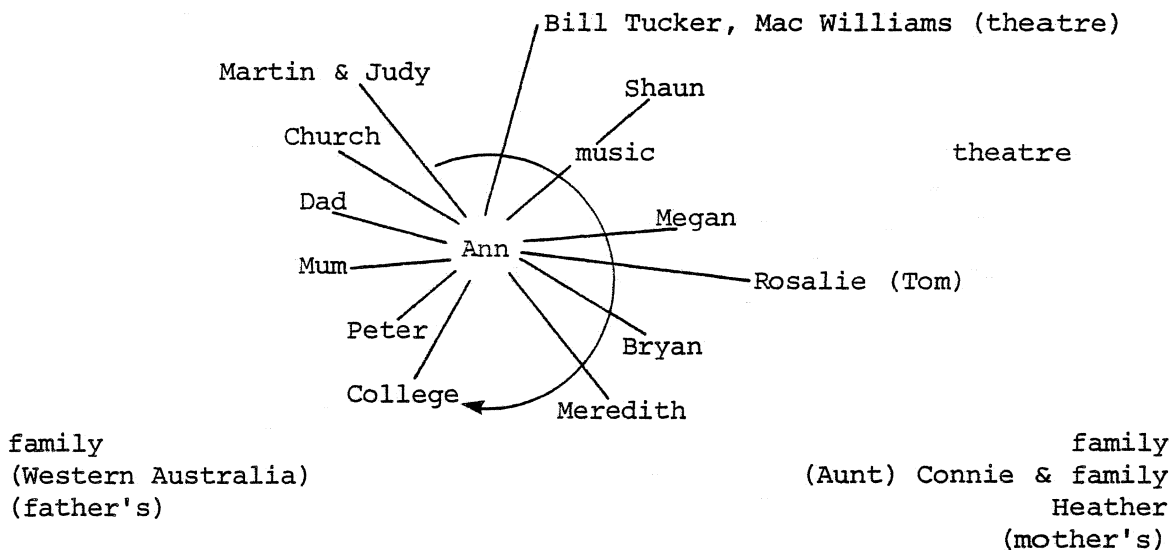 Bill Tucker, Mac Williams (theatre)
Martin & Judy
Shaun
Church
music
theatre
Dad
Megan
Ann
Mum
Rosalie (Tom)
Peter
Bryan
College
Meredith
family
(Western Australia)
(father's)
family
(Aunt) Connie & family
Heather
(mother's)